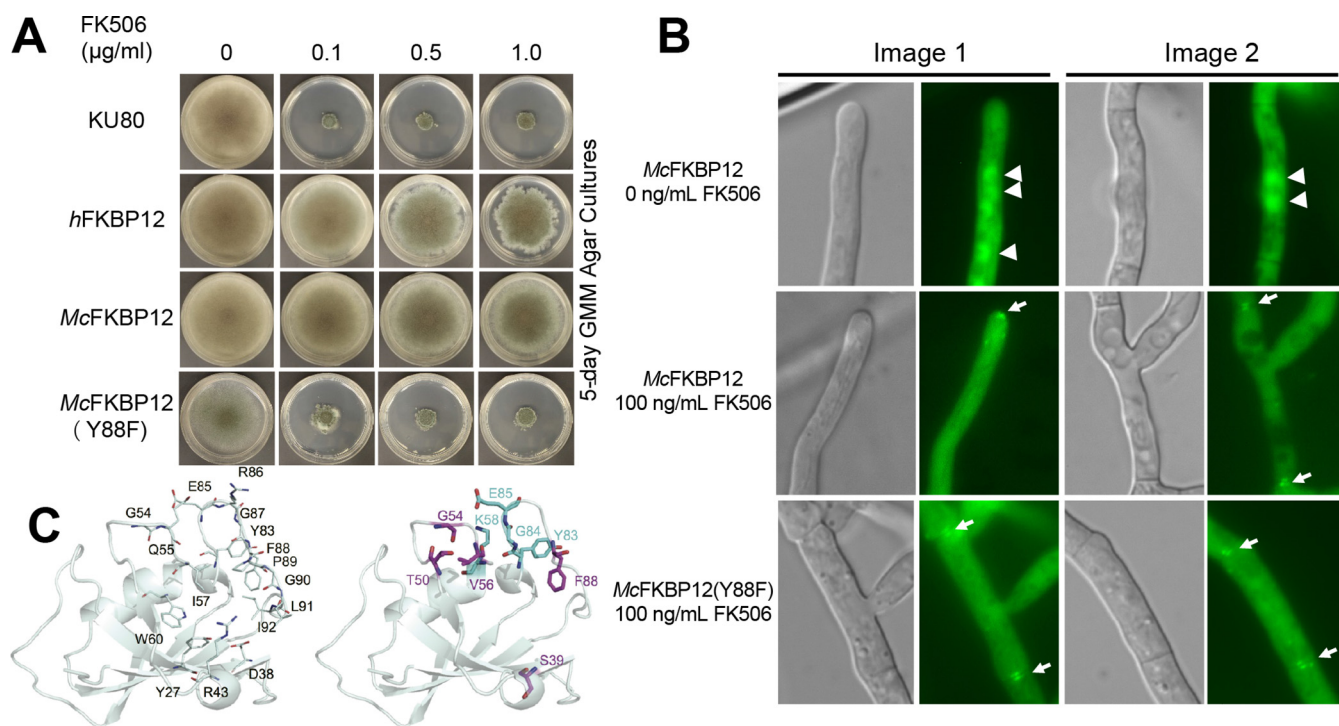 A
FK506
(µg/ml)
0
0.1
0.5
1.0
KU80
hFKBP12
McFKBP12
McFKBP12
( Y88F)
5-day GMM Agar Cultures
B
Image 1
Image 2
McFKBP12
0 ng/mL FK506
McFKBP12
100 ng/mL FK506
McFKBP12(Y88F)
100 ng/mL FK506
C
R86
E85
G54
G87
Y83
Q55
F88
P89
G90
I57
L91
I92
W60
D38
Y27
R43
E85
G54
K58
G84
Y83
T50
V56
F88
S39